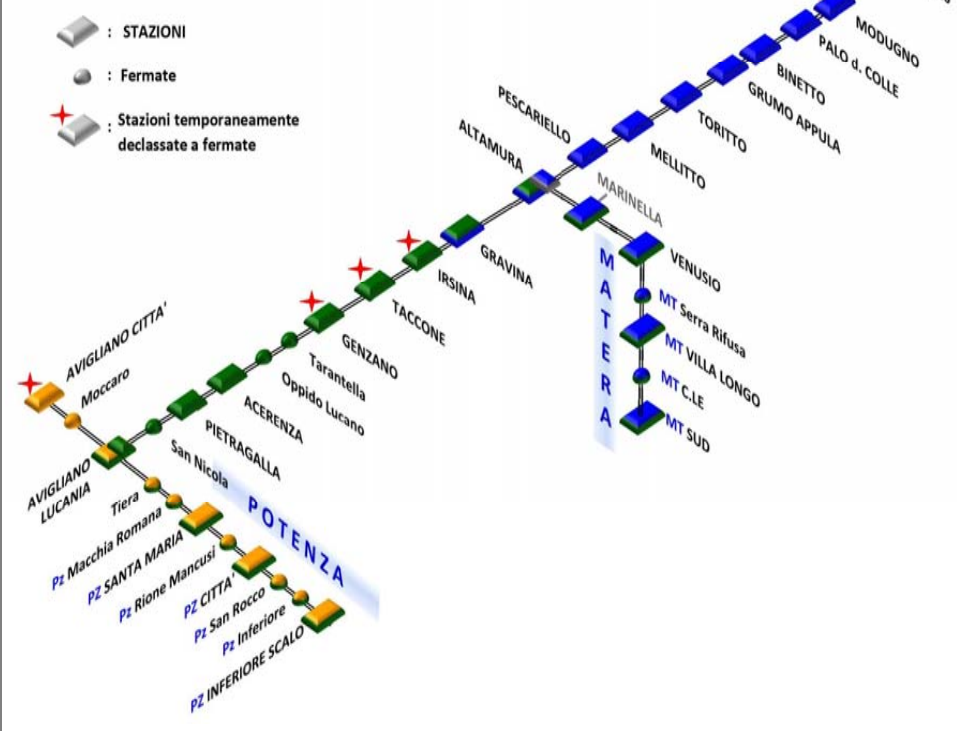 : STAZIONI
: Fermate
: Stazioni temporaneamente
declassate a fermate
MODUGNO
PALO d. COLLE
BINETTO
GRUMO APPULA
TORITTO
MELLITTO
PESCARIELLO
ALTAMURA
MARINELLA
VENUSIO
MT Serra Rifusa
MT VILLA LONGO
MT C.LE
MT SUD
MATERA
GRAVINA
IRSINA
TACCONE
GENZANO
Tarantella
Oppido Lucano
ACERENZA
PIETRAGALLA
San Nicola
AVIGLIANO CITTA'
Moccaro
AVIGLIANO
LUCANIA
POTENZA
Tiera
Pz Macchia Romana
PZ SANTA MARIA
Pz Rione Mancusi
PZ CITTA'
Pz San Rocco
Pz Inferiore
PZ INFERIORE SCALO